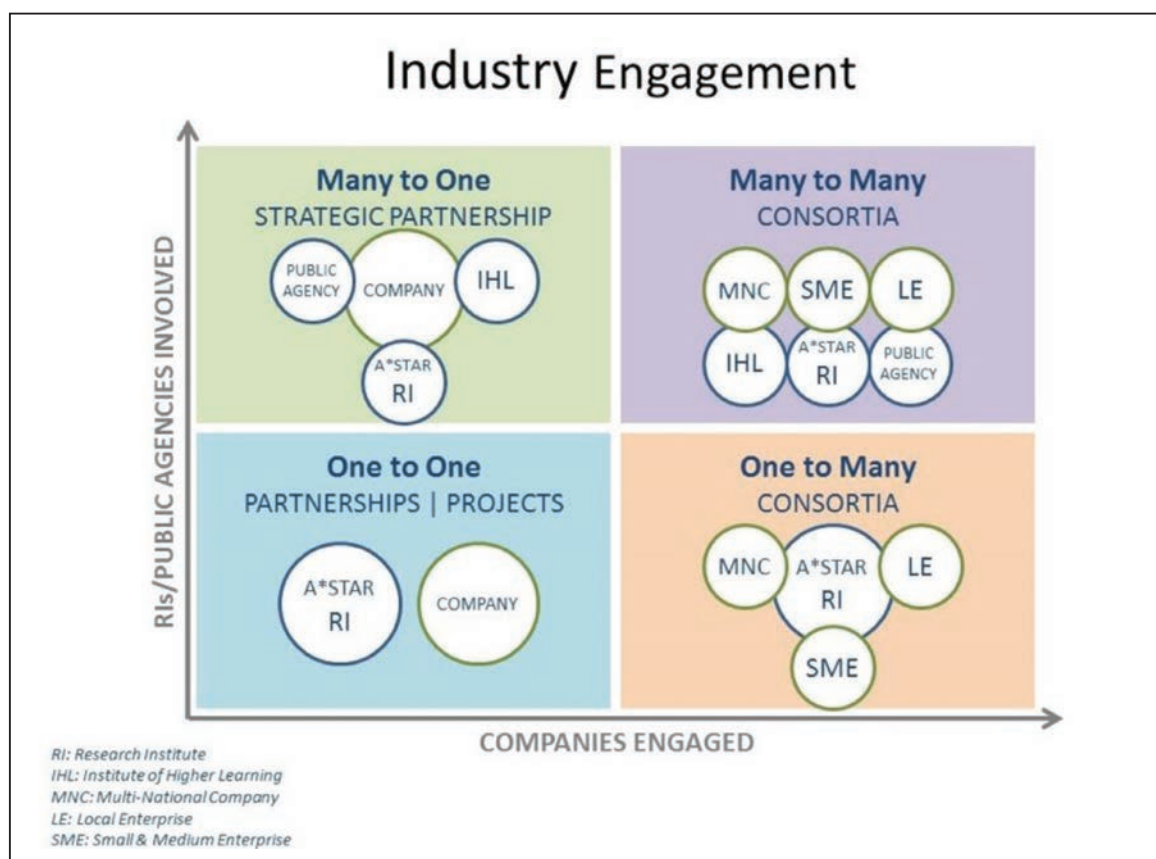 Industry Engagement
RIs/PUBLIC AGENCIES INVOLVED
Many to One
STRATEGIC PARTNERSHIP
PUBLIC
AGENCY
COMPANY
IHL
A*STAR
RI
Many to Many
CONSORTIA
MNC
SME
LE
IHL
A*STAR
RI
PUBLIC
AGENCY
One to One
PARTNERSHIPS | PROJECTS
A*STAR
RI
COMPANY
One to Many
CONSORTIA
MNC
A*STAR
RI
LE
SME
COMPANIES ENGAGED
RI: Research Institute
IHL: Institute of Higher Learning
MNC: Multi-National Company
LE: Local Enterprise
SME: Small & Medium Enterprise